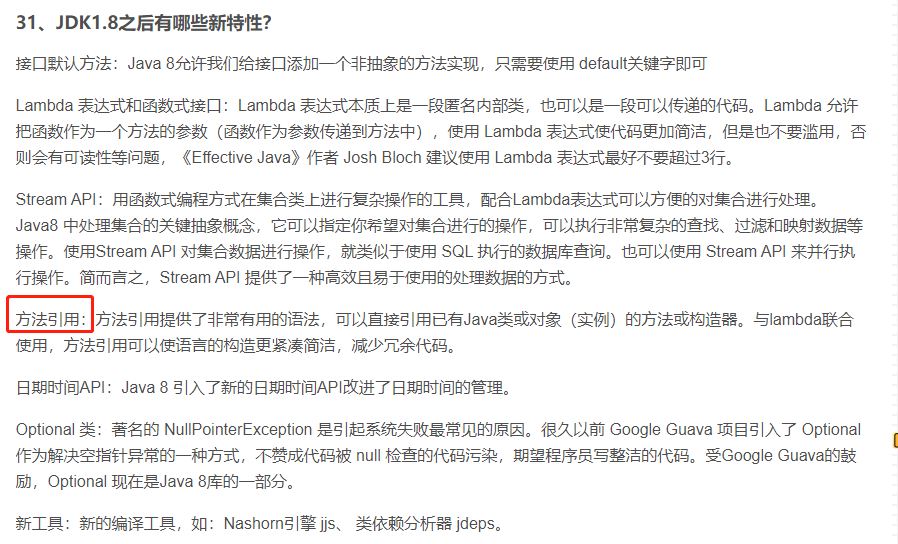 31、JDK1.8之后有哪些新特性？
接口默认方法：Java 8允许我们给接口添加一个非抽象的方法实现，只需要使用 default关键字即可
Lambda 表达式和函数式接口：Lambda 表达式本质上是一段匿名内部类，也可以是一段可以传递的代码。Lambda 允许
把函数作为一个方法的参数（函数作为参数传递到方法中），使用 Lambda 表达式使代码更加简洁，但是也不要滥用，否
则会有可读性等问题，《Effective Java》作者 Josh Bloch 建议使用 Lambda 表达式最好不要超过3行。
Stream API：用函数式编程方式在集合类上进行复杂操作的工具，配合Lambda表达式可以方便的对集合进行处理。
Java8 中处理集合的关键抽象概念，它可以指定你希望对集合进行的操作，可以执行非常复杂的查找、过滤和映射数据等
操作。使用Stream API 对集合数据进行操作，就类似于使用 SQL 执行的数据库查询。也可以使用 Stream API 来并行执
行操作。简而言之，Stream API 提供了一种高效且易于使用的处理数据的方式。
方法引用：方法引用提供了非常有用的语法，可以直接引用已有Java类或对象（实例）的方法或构造器。与lambda联合
使用，方法引用可以使语言的构造更紧凑简洁，减少冗余代码。
日期时间API：Java 8 引入了新的日期时间API改进了日期时间的管理。
Optional 类：著名的 NullPointerException 是引起系统失败最常见的原因。很久以前 Google Guava 项目引入了 Optional
作为解决空指针异常的一种方式，不赞成代码被 null 检查的代码污染，期望程序员写整洁的代码。受Google Guava的鼓
励，Optional 现在是Java 8库的一部分。
新工具：新的编译工具，如：Nashorn引擎 jjs、 类依赖分析器 jdeps。